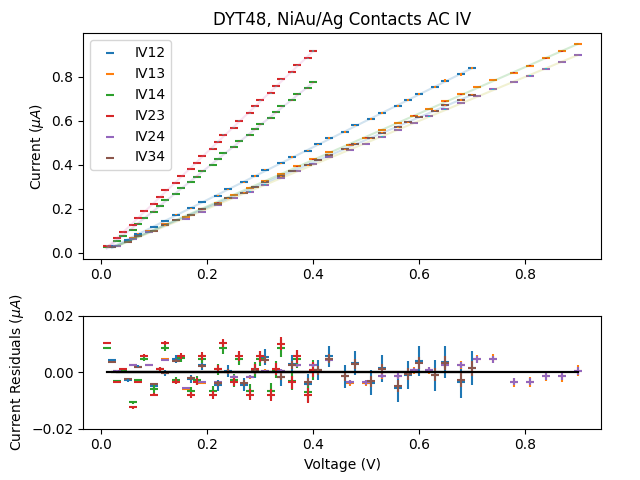 DYT48, NiAu/Ag Contacts AC IV
IV12
IV13
IV14
IV23
IV24
IV34
Current (μA)
0.8
0.6
0.4
0.2
0.0
0.0 0.2 0.4 0.6 0.8
Current Residuals (μA)
0.02
0.00
−0.02
0.0 0.2 0.4 0.6 0.8
Voltage (V)